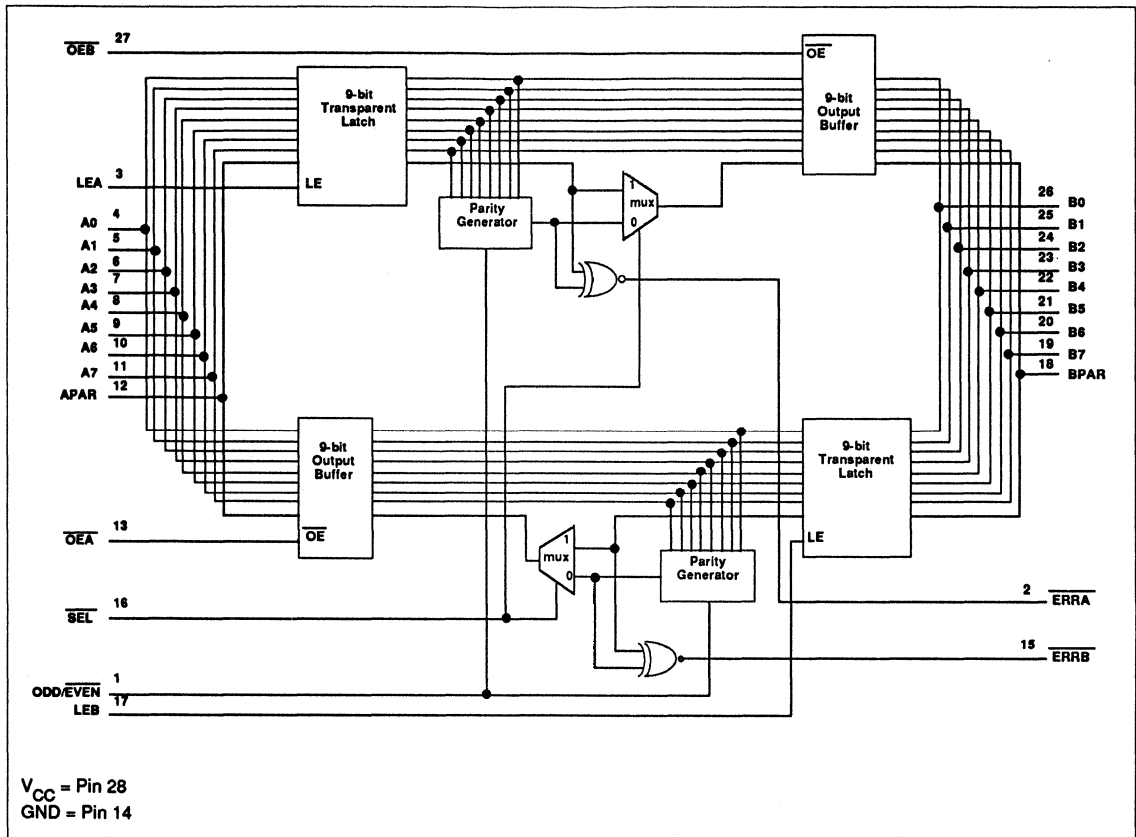 OEB 27
OE
9-bit
Transparent
Latch
LE
9-bit
Output
Buffer
LEA 3
Parity
Generator
1
mux
0
A0 4
A1 5
A2 6
A3 7
A4 8
A5 9
A6 10
A7 11
APAR 12
26 B0
25 B1
24 B2
23 B3
22 B4
21 B5
20 B6
19 B7
18 BPAR
9-bit
Output
Buffer
OE
9-bit
Transparent
Latch
LE
OEA 13
1
mux
0
Parity
Generator
2 ERRA
SEL 16
15 ERRB
ODD/EVEN 1
LEB 17
VCC = Pin 28
GND = Pin 14